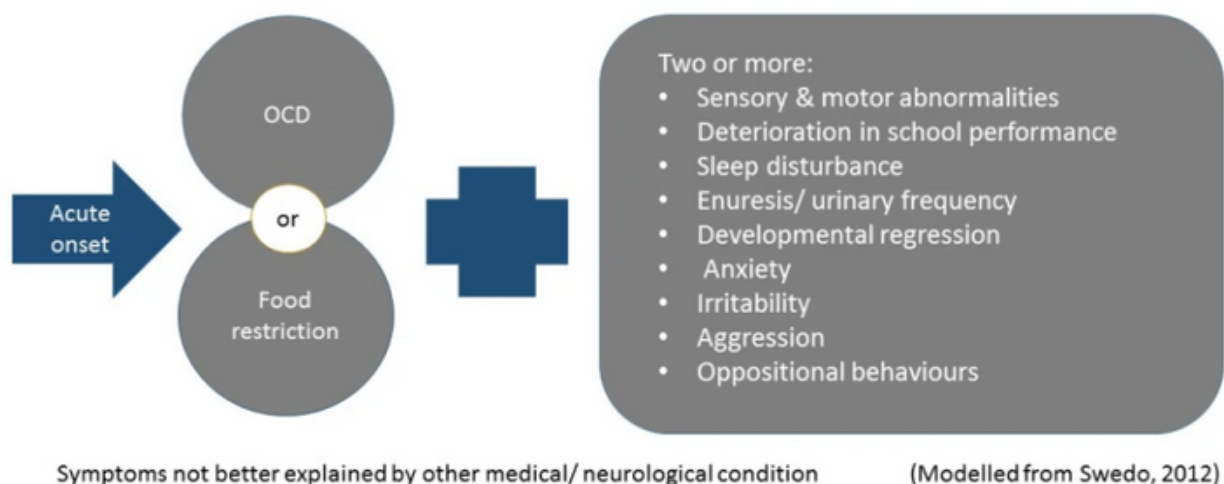 Acute
onset
OCD
or
Food
restriction
Two or more:
• Sensory & motor abnormalities
• Deterioration in school performance
• Sleep disturbance
• Enuresis/ urinary frequency
• Developmental regression
• Anxiety
• Irritability
• Aggression
• Oppositional behaviours
Symptoms not better explained by other medical/ neurological condition (Modelled from Swedo, 2012)